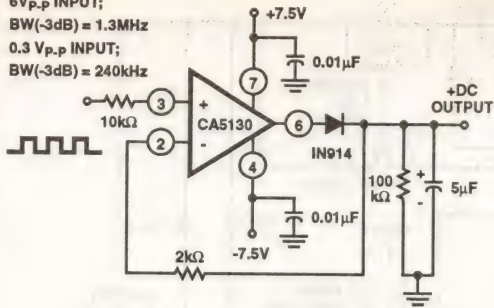 6VP-P INPUT;
BW(-3dB) = 1.3MHz
0.3 VP-P INPUT;
BW(-3dB) = 240kHz
+7.5V
0.01µF
7
+DC
OUTPUT
3
+
10kΩ
CA5130
6
2
-
IN914
4
100
kΩ
+
-
5µF
0.01µF
-7.5V
2kΩ